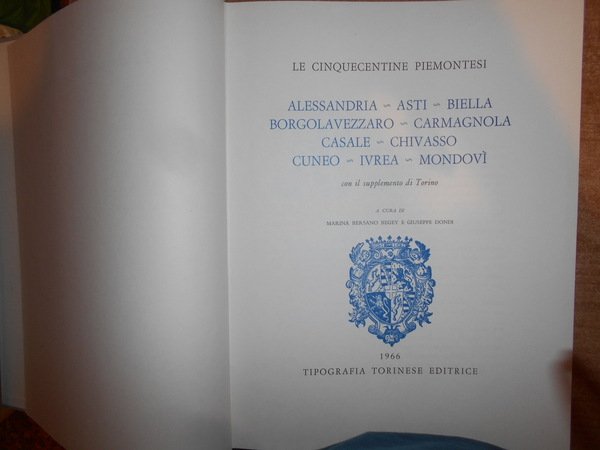 LE CINQUECENTINE PIEMONTESI
ALESSANDRIA ~ ASTI ~ BIELLA
BORGOLAVEZZARO ~ CARMAGNOLA
CASALE ~ CHIVASSO
CUNEO ~ IVREA ~ MONDOVÌ
con il supplemento di Torino
A CURA DI
MARINA BERSANO BEGEY E GIUSEPPE DONDI
1966
TIPOGRAFIA TORINESE EDITRICE